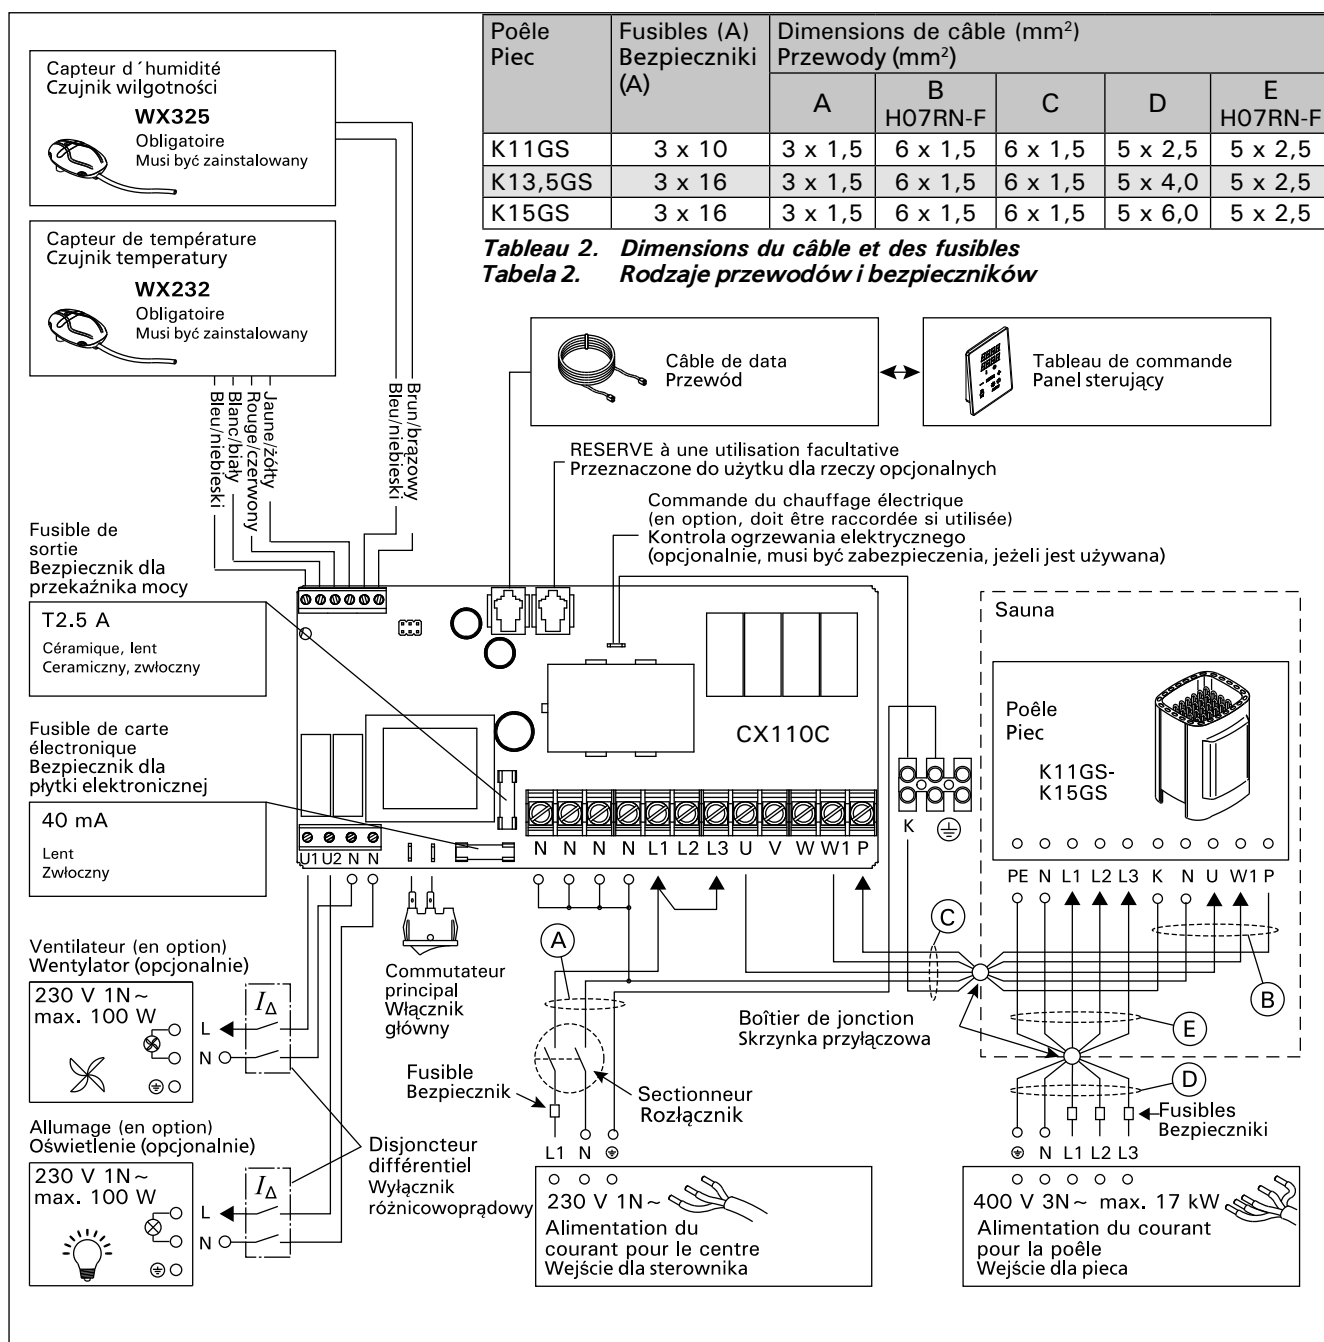 Poêle
Piec
Fusibles (A)
Bezpieczniki
(A)
Dimensions de câble (mm²)
Przewody (mm²)
A
B
H07RN-F
C
D
E
H07RN-F
K11GS 3 x 10 3 x 1,5 6 x 1,5 6 x 1,5 5 x 2,5 5 x 2,5
K13,5GS 3 x 16 3 x 1,5 6 x 1,5 6 x 1,5 5 x 4,0 5 x 2,5
K15GS 3 x 16 3 x 1,5 6 x 1,5 6 x 1,5 5 x 6,0 5 x 2,5
Tableau 2. Dimensions du câble et des fusibles
Tabela 2. Rodzaje przewodów i bezpieczników
Capteur d´humidité
Czujnik wilgotności
WX325
Obligatoire
Musi być zainstalowany
Capteur de température
Czujnik temperatury
WX232
Obligatoire
Musi być zainstalowany
Bleu/niebieski
Blanc/biały
Rouge/czerwony
Jaune/żółty
Bleu/niebieski
Brun/brązowy
Câble de data
Przewód
Tableau de commande
Panel sterujący
RESERVE à une utilisation facultative
Przeznaczone do użytku dla rzeczy opcjonalnych
Commande du chauffage électrique
(en option, doit être raccordée si utilisée)
Kontrola ogrzewania elektrycznego
(opcjonalnie, musi być zabezpieczenia, jeżeli jest używana)
Fusible de
sortie
Bezpiecznik dla
przekaźnika mocy
T2.5 A
Céramique, lent
Ceramiczny, zwłoczny
Fusible de carte
électronique
Bezpiecznik dla
płytki elektronicznej
40 mA
Lent
Zwłoczny
CX110C
U1 U2 N N
N N N N L1 L2 L3 U V W W1 P
K
Sauna
Poêle
Piec
K11GS-
K15GS
PE N L1 L2 L3 K N U W1 P
A
C
B
E
D
Commutateur
principal
Włącznik
główny
Ventilateur (en option)
Wentylator (opcjonalnie)
230 V 1N~
max. 100 W
L
N
I∆
Allumage (en option)
Oświetlenie (opcjonalnie)
230 V 1N~
max. 100 W
L
N
I∆
Disjoncteur
différentiel
Wyłącznik
różnicowoprądowy
Fusible
Bezpiecznik
Sectionneur
Rozłącznik
Boîtier de jonction
Skrzynka przyłączowa
Fusibles
Bezpieczniki
L1 N
230 V 1N~
Alimentation du
courant pour le centre
Wejście dla sterownika
N L1 L2 L3
400 V 3N~ max. 17 kW
Alimentation du courant
pour la poêle
Wejście dla pieca